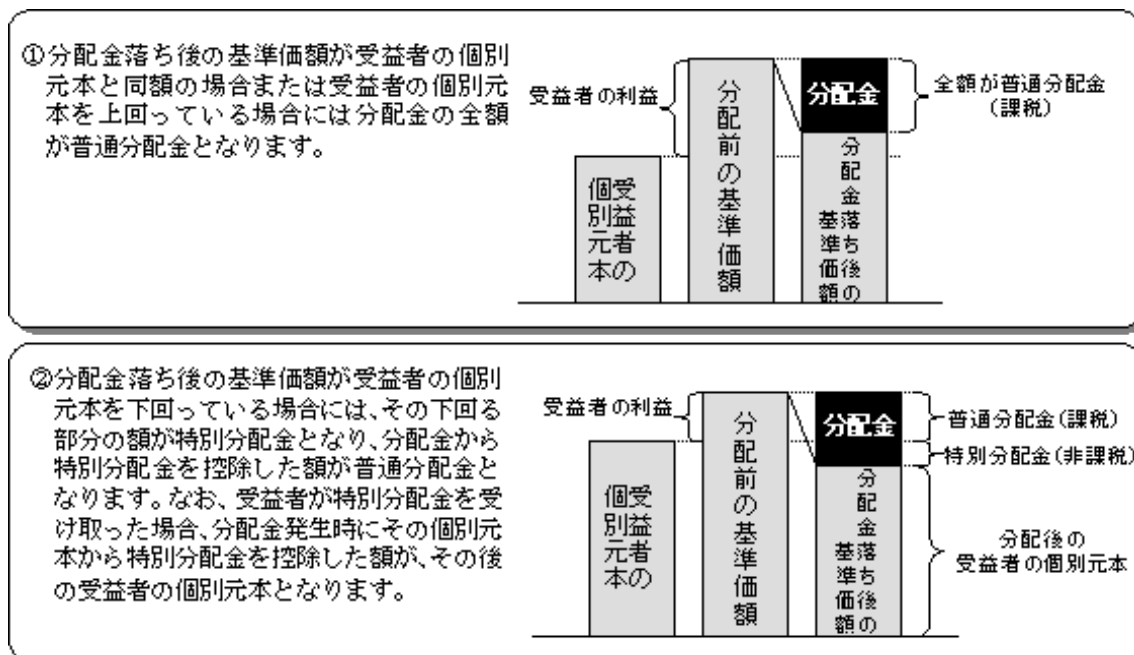 ①分配金落ち後の基準価額が受益者の個別
元本と同額の場合または受益者の個別元
本を上回っている場合には分配金の全額
が普通分配金となります。
受益者の利益
受益者の
個別元本
分配前の基準価額
分配金
分配金落ち後の
基準価額
全額が普通分配金
(課税)
②分配金落ち後の基準価額が受益者の個別
元本を下回っている場合には、その下回る
部分の額が特別分配金となり、分配金から
特別分配金を控除した額が普通分配金と
なります。なお、受益者が特別分配金を受
け取った場合、分配金発生時にその個別元
本から特別分配金を控除した額が、その後
の受益者の個別元本となります。
受益者の利益
受益者の
個別元本
分配前の基準価額
分配金
分配金落ち後の
基準価額
普通分配金(課税)
特別分配金(非課税)
分配後の
受益者の個別元本